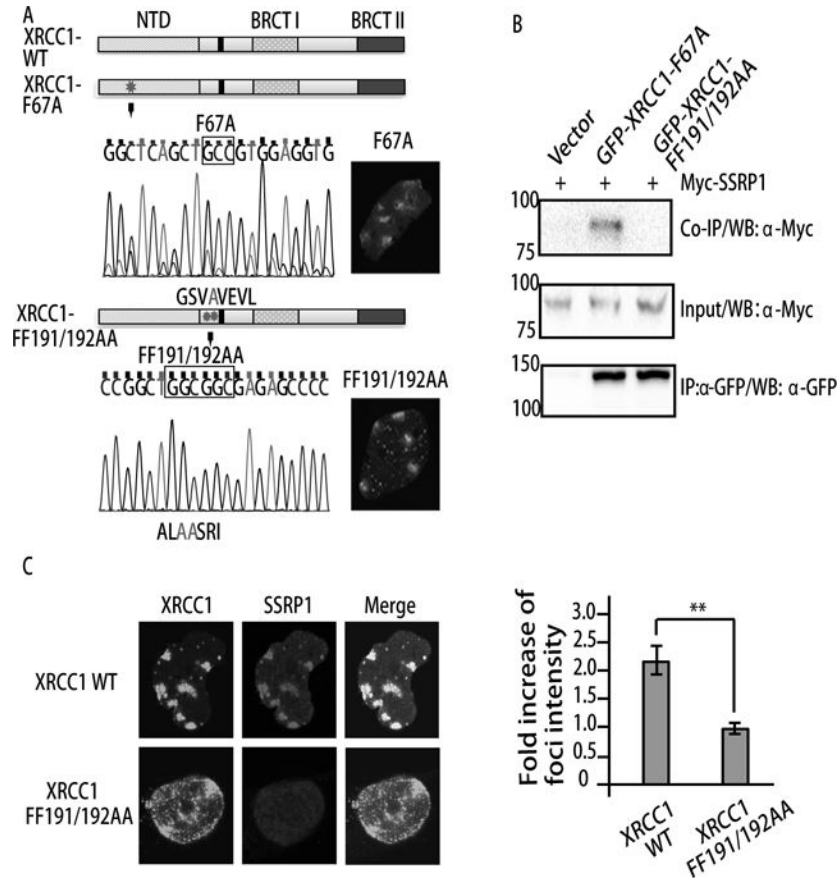 A
NTD BRCT I BRCT II
XRCC1-
WT
XRCC1-
F67A
F67A
GGCTCAGCTGCCGTGGAGGTG
F67A
GSVAVEVL
XRCC1-
FF191/192AA
FF191/192AA
CCGGCTGGCGGCGAGAGCCCC
FF191/192AA
ALAASRI
B
Vector
GFP-XRCC1-F67A
GFP-XRCC1-
FF191/192AA
+ + + Myc-SSRP1
100
75
Co-IP/WB: α-Myc
100
75
Input/WB: α-Myc
150
100
IP:α-GFP/WB: α-GFP
C
XRCC1 SSRP1 Merge
XRCC1 WT
XRCC1
FF191/192AA
Fold increase of
foci intensity
3.0
2.5
2.0
1.5
1.0
0.5
0
**
XRCC1
WT
XRCC1
FF191/192AA